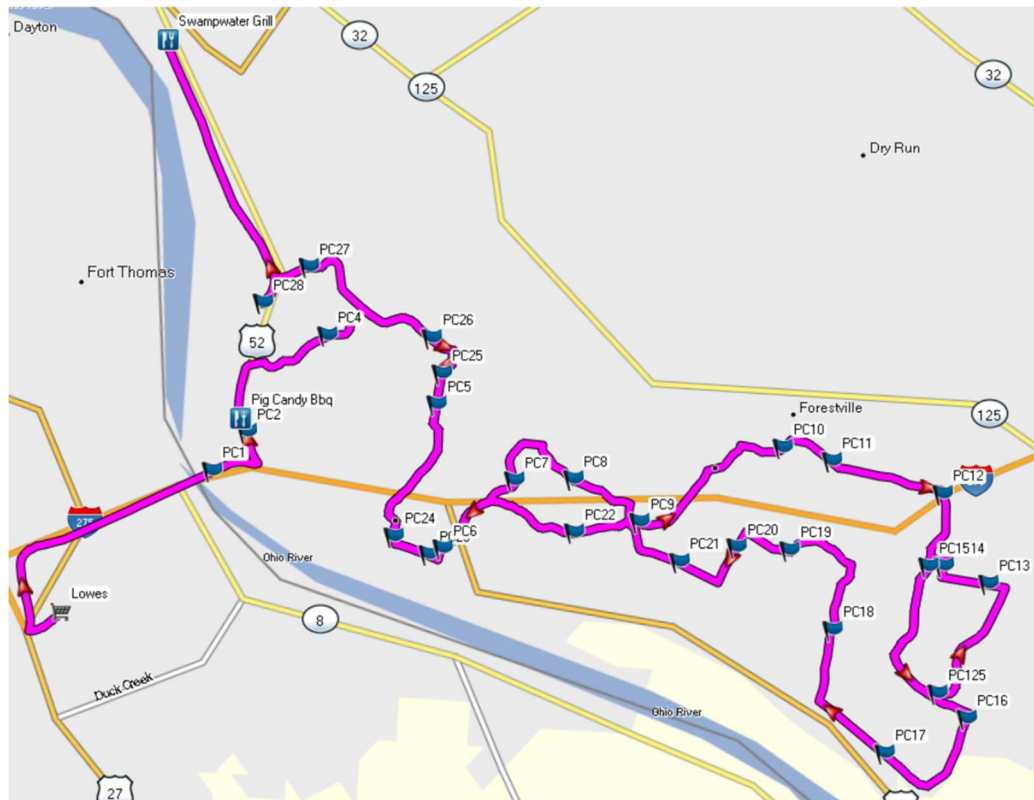 Dayton
Swampwater Grill
32
125
32
Dry Run
Fort Thomas
PC27
PC28
PC4
52
PC26
PC25
PC5
Pig Candy Bbq
PC2
Forestville
125
PC10
PC11
PC1
PC7
PC8
PC12
275
PC9
PC22
PC24
PC6
PC20
PC19
PC21
PC1514
PC13
Ohio River
Lowes
8
PC18
Duck Creek
PC125
Ohio River
PC16
PC17
27